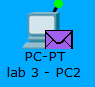 PC-PT
lab 3 - PC2